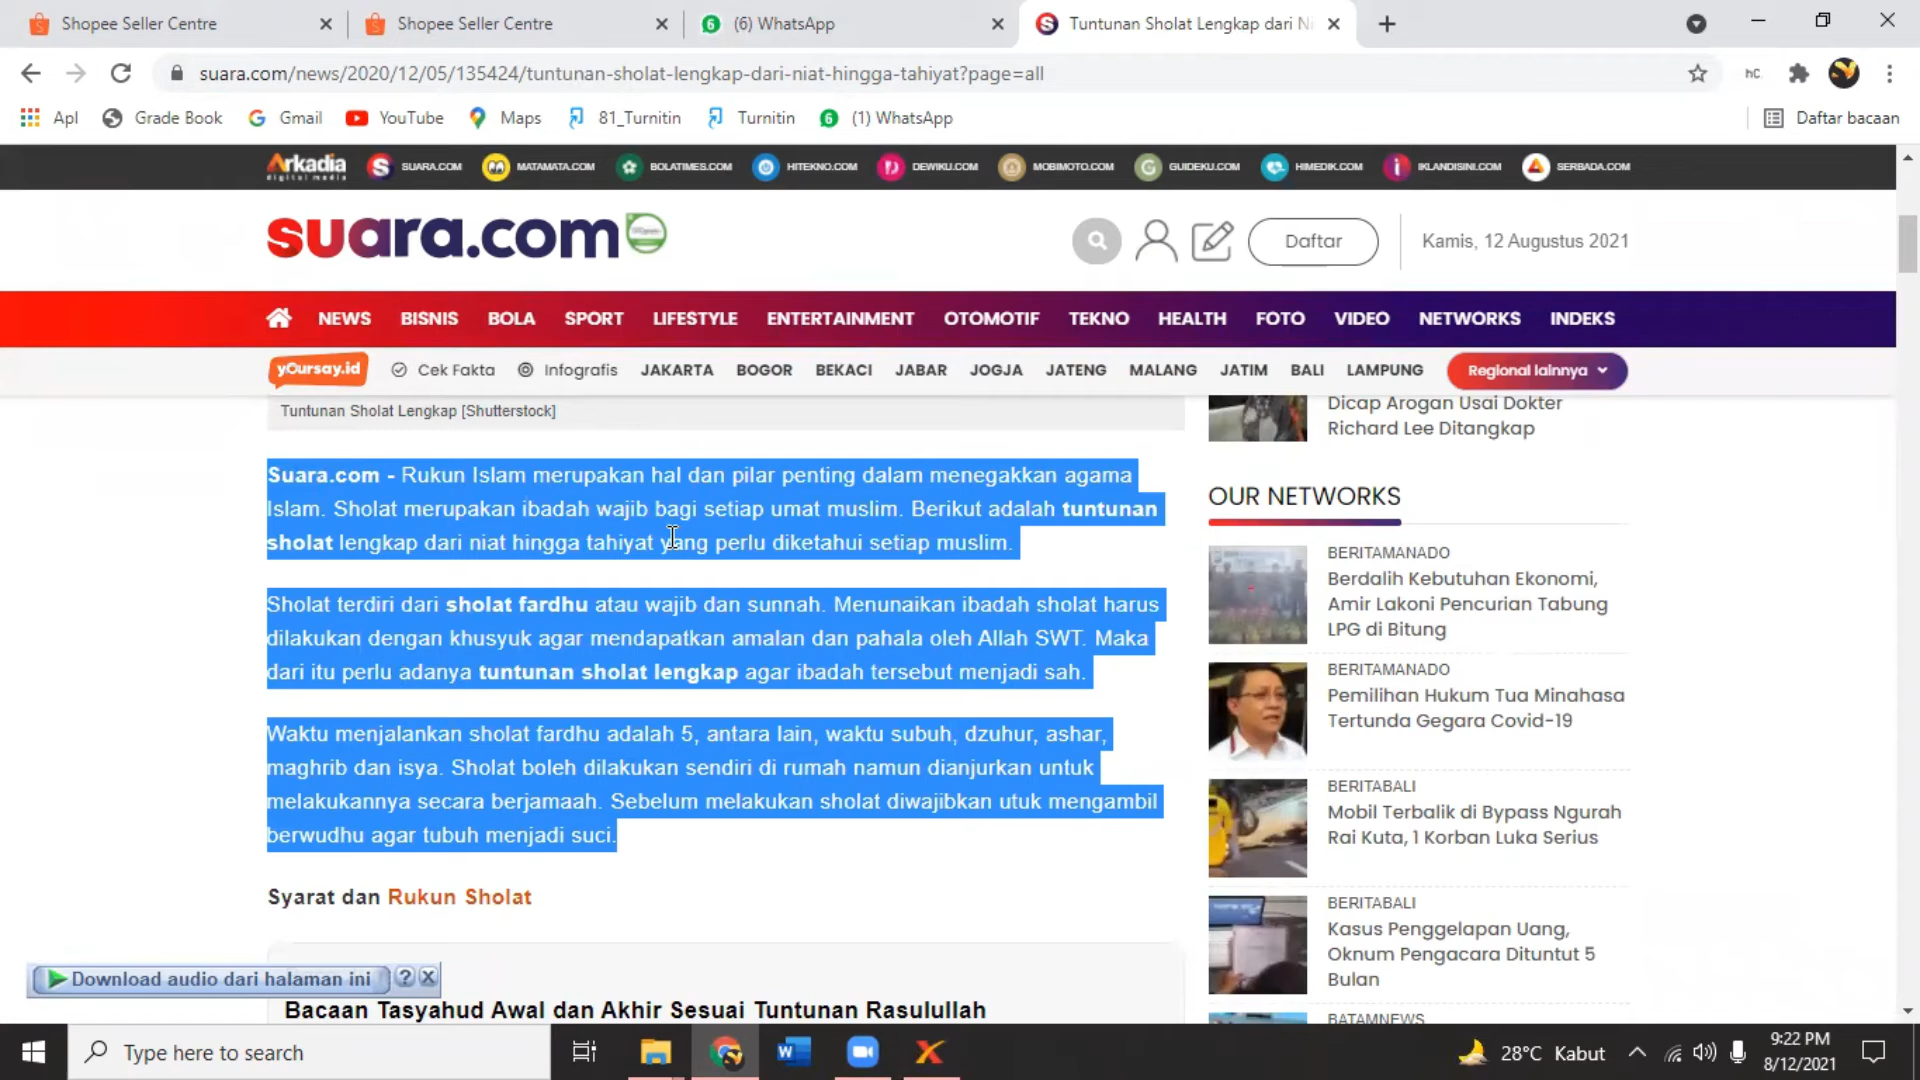 Shopee Seller Centre
Shopee Seller Centre
(6) WhatsApp
Tuntunan Sholat Lengkap dari Ni
suara.com/news/2020/12/05/135424/tuntunan-sholat-lengkap-dari-niat-hingga-tahiyat?page=all
hC
Apl
Grade Book
Gmail
YouTube
Maps
81_Turnitin
Turnitin
(1) WhatsApp
Daftar bacaan
Arkadia
digital media
SUARA.COM
MATAMATA.COM
BOLATIMES.COM
HITEKNO.COM
DEWIKU.COM
MOBIMOTO.COM
GUIDEKU.COM
HIMEDIK.COM
IKLANDISINI.COM
SERBADA.COM
suara.com
Daftar
Kamis, 12 Augustus 2021
NEWS
BISNIS
BOLA
SPORT
LIFESTYLE
ENTERTAINMENT
OTOMOTIF
TEKNO
HEALTH
FOTO
VIDEO
NETWORKS
INDEKS
yOursay.id
Cek Fakta
Infografis
JAKARTA
BOGOR
BEKACI
JABAR
JOGJA
JATENG
MALANG
JATIM
BALI
LAMPUNG
Regional lainnya
Tuntunan Sholat Lengkap [Shutterstock]
Suara.com - Rukun Islam merupakan hal dan pilar penting dalam menegakkan agama
Islam. Sholat merupakan ibadah wajib bagi setiap umat muslim. Berikut adalah tuntunan
sholat lengkap dari niat hingga tahiyat yang perlu diketahui setiap muslim.
Sholat terdiri dari sholat fardhu atau wajib dan sunnah. Menunaikan ibadah sholat harus
dilakukan dengan khusyuk agar mendapatkan amalan dan pahala oleh Allah SWT. Maka
dari itu perlu adanya tuntunan sholat lengkap agar ibadah tersebut menjadi sah.
Waktu menjalankan sholat fardhu adalah 5, antara lain, waktu subuh, dzuhur, ashar,
maghrib dan isya. Sholat boleh dilakukan sendiri di rumah namun dianjurkan untuk
melakukannya secara berjamaah. Sebelum melakukan sholat diwajibkan utuk mengambil
berwudhu agar tubuh menjadi suci.
Syarat dan Rukun Sholat
Bacaan Tasyahud Awal dan Akhir Sesuai Tuntunan Rasulullah
Dicap Arogan Usai Dokter
Richard Lee Ditangkap
OUR NETWORKS
BERITAMANADO
Berdalih Kebutuhan Ekonomi,
Amir Lakoni Pencurian Tabung
LPG di Bitung
BERITAMANADO
Pemilihan Hukum Tua Minahasa
Tertunda Gegara Covid-19
BERITABALI
Mobil Terbalik di Bypass Ngurah
Rai Kuta, 1 Korban Luka Serius
BERITABALI
Kasus Penggelapan Uang,
Oknum Pengacara Dituntut 5
Bulan
BATAMNEWS
Download audio dari halaman ini
Type here to search
28°C Kabut
9:22 PM
8/12/2021